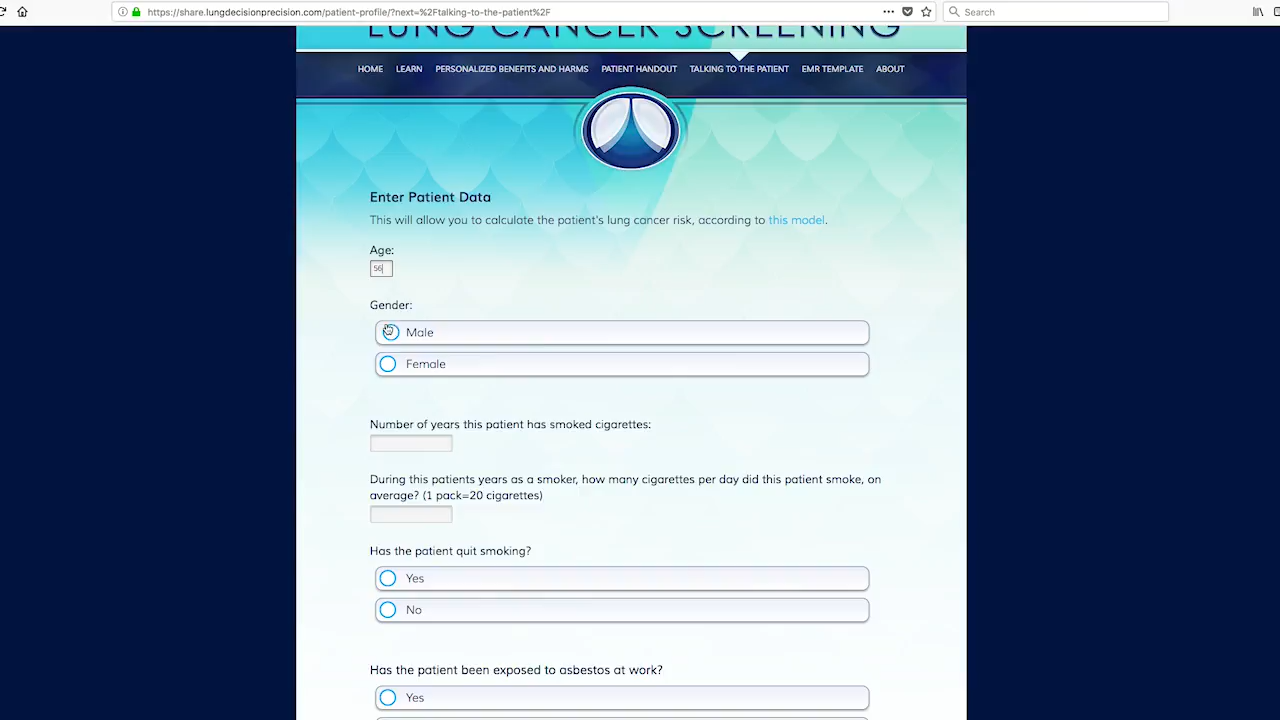 https://share.lungdecisionprecision.com/patient-profile/?next=%2Ftalking-to-the-patient%2F
Search
LUNG CANCER SCREENING
HOME LEARN PERSONALIZED BENEFITS AND HARMS PATIENT HANDOUT TALKING TO THE PATIENT EMR TEMPLATE ABOUT
Enter Patient Data
This will allow you to calculate the patient's lung cancer risk, according to this model.
Age:
56
Gender:
Male
Female
Number of years this patient has smoked cigarettes:
During this patients years as a smoker, how many cigarettes per day did this patient smoke, on
average? (1 pack=20 cigarettes)
Has the patient quit smoking?
Yes
No
Has the patient been exposed to asbestos at work?
Yes